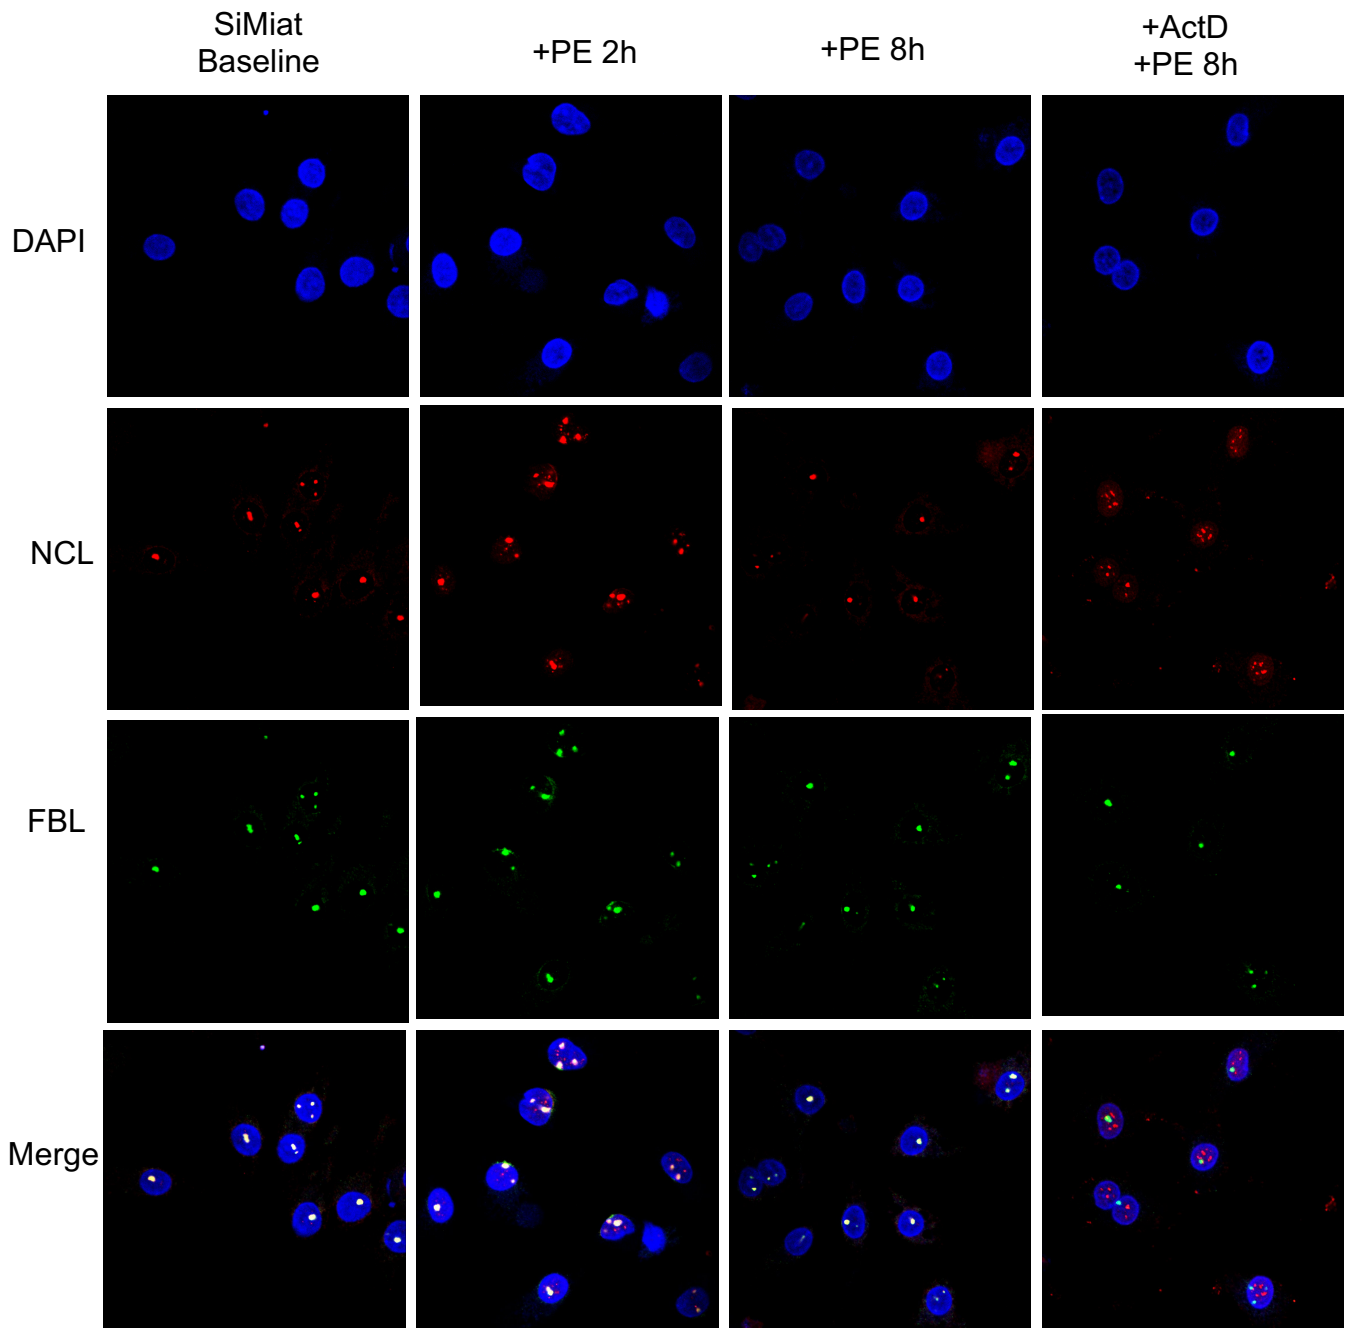 SiMiat
Baseline
+PE 2h
+PE 8h
+ActD
+PE 8h
DAPI
NCL
FBL
Merge